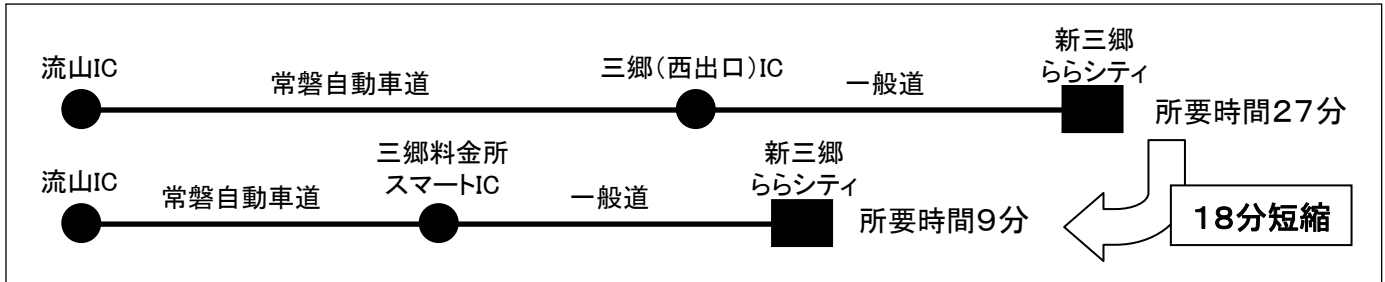 新三郷
ららシティ
流山IC
常磐自動車道
三郷(西出口)IC
一般道
所要時間27分
三郷料金所
スマートIC
新三郷
ららシティ
流山IC
常磐自動車道
一般道
所要時間9分
18分短縮